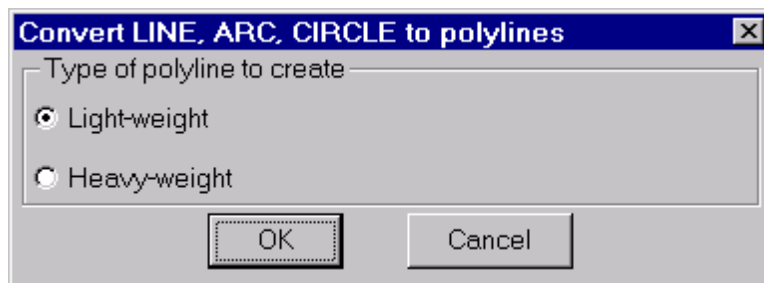 Convert LINE, ARC, CIRCLE to polylines
Type of polyline to create
Light-weight
Heavy-weight
OK
Cancel